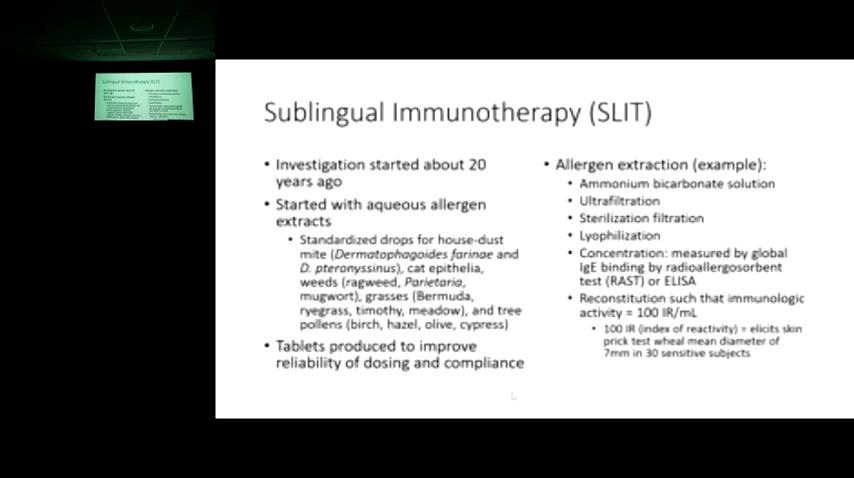 Sublingual Immunotherapy (SLIT)
• Investigation started about 20
years ago
• Started with aqueous allergen
extracts
• Standardized drops for house-dust
mite (Dermatophagoides farinae and
D. pteronyssinus), cat epithelia,
weeds (ragweed, Parietaria,
mugwort), grasses (Bermuda,
ryegrass, timothy, meadow), and tree
pollens (birch, hazel, olive, cypress)
• Tablets produced to improve
reliability of dosing and compliance
• Allergen extraction (example):
• Ammonium bicarbonate solution
• Ultrafiltration
• Sterilization filtration
• Lyophilization
• Concentration: measured by global
IgE binding by radioallergosorbent
test (RAST) or ELISA
• Reconstitution such that immunologic
activity = 100 IR/mL
• 100 IR (index of reactivity) = elicits skin
prick test wheal mean diameter of
7mm in 30 sensitive subjects
Sublingual Immunotherapy (SLIT)